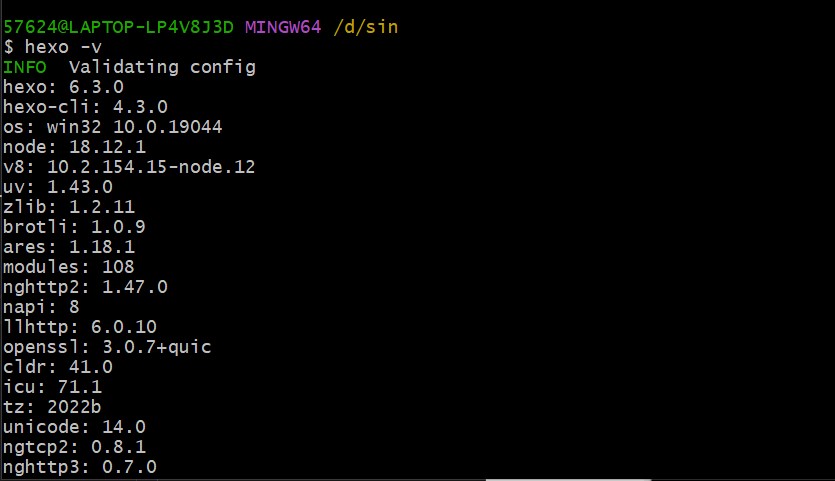 57624@LAPTOP-LP4V8J3D MINGW64 /d/sin
$ hexo -v
INFO  Validating config
hexo: 6.3.0
hexo-cli: 4.3.0
os: win32 10.0.19044
node: 18.12.1
v8: 10.2.154.15-node.12
uv: 1.43.0
zlib: 1.2.11
brotli: 1.0.9
ares: 1.18.1
modules: 108
nghttp2: 1.47.0
napi: 8
llhttp: 6.0.10
openssl: 3.0.7+quic
cldr: 41.0
icu: 71.1
tz: 2022b
unicode: 14.0
ngtcp2: 0.8.1
nghttp3: 0.7.0